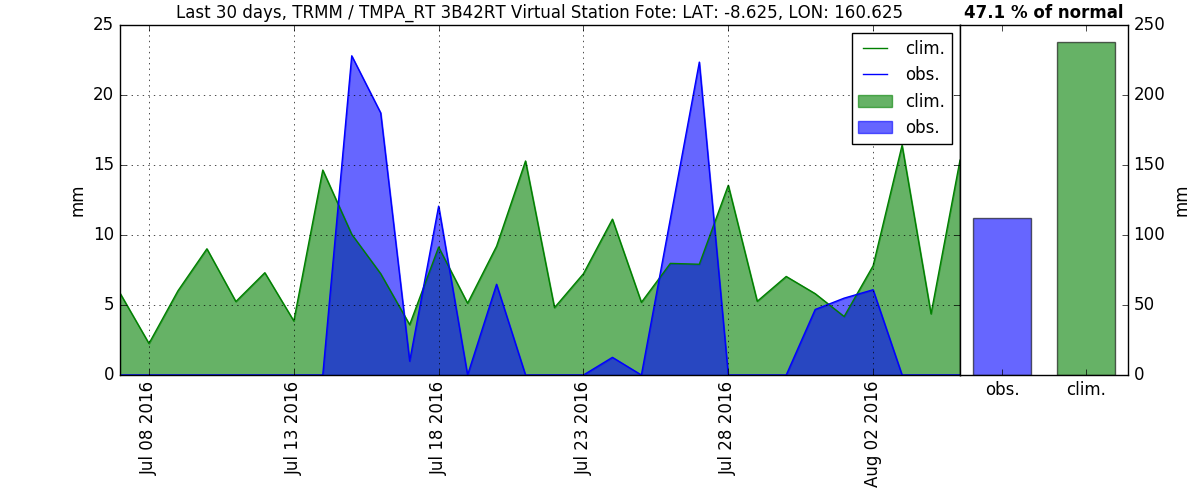 Last 30 days, TRMM / TMPA_RT 3B42RT Virtual Station Fote: LAT: -8.625, LON: 160.625
47.1 % of normal
25
20
15
10
5
0
mm
clim.
obs.
clim.
obs.
Jul 08 2016
Jul 13 2016
Jul 18 2016
Jul 23 2016
Jul 28 2016
Aug 02 2016
250
200
150
100
50
0
mm
obs.
clim.